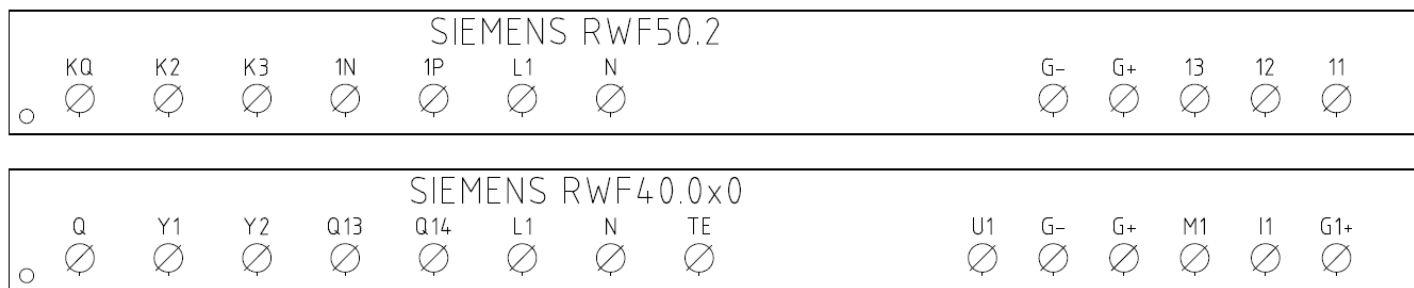 SIEMENS RWF50.2
KQ K2 K3 1N 1P L1 N G- G+ 13 12 11
SIEMENS RWF40.0x0
Q Y1 Y2 Q13 Q14 L1 N TE U1 G- G+ M1 I1 G1+